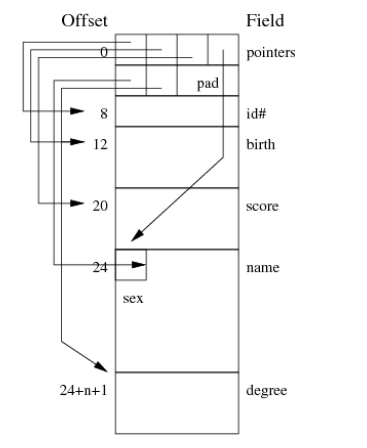 Offset Field
0 pointers
pad
8 id#
12 birth
20 score
24 name
sex
24+n+1 degree